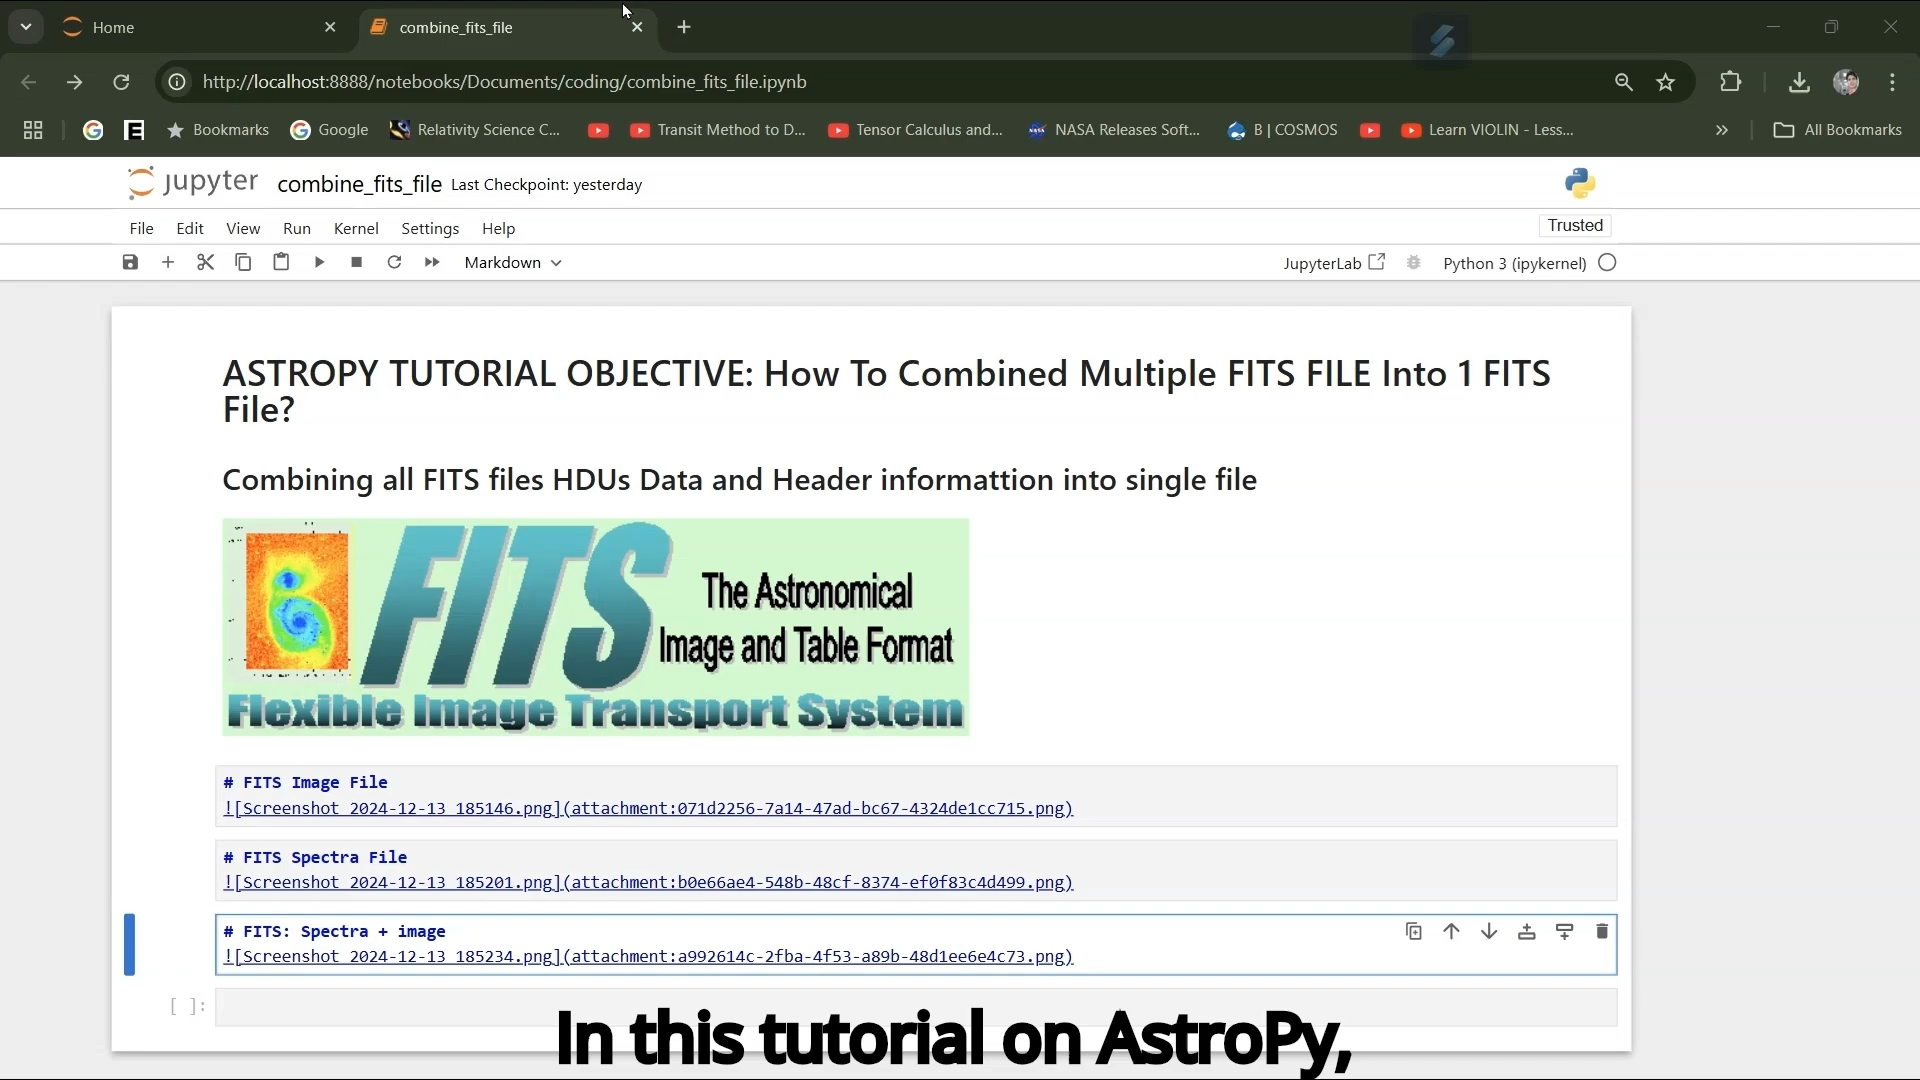 Home
combine_fits_file
http://localhost:8888/notebooks/Documents/coding/combine_fits_file.ipynb
Bookmarks
Google
Relativity Science C...
Transit Method to D...
Tensor Calculus and...
NASA Releases Soft...
B | COSMOS
Learn VIOLIN - Less...
All Bookmarks
jupyter combine_fits_file Last Checkpoint: yesterday
File Edit View Run Kernel Settings Help
Trusted
Markdown
JupyterLab
Python 3 (ipykernel)
ASTROPY TUTORIAL OBJECTIVE: How To Combined Multiple FITS FILE Into 1 FITS
File?
Combining all FITS files HDUs Data and Header informattion into single file
FITS
The Astronomical
Image and Table Format
Flexible Image Transport System
# FITS Image File
![Screenshot 2024-12-13 185146.png](attachment:071d2256-7a14-47ad-bc67-4324de1cc715.png)
# FITS Spectra File
![Screenshot 2024-12-13 185201.png](attachment:b0e66ae4-548b-48cf-8374-ef0f83c4d499.png)
# FITS: Spectra + image
![Screenshot 2024-12-13 185234.png](attachment:a992614c-2fba-4f53-a89b-48d1ee6e4c73.png)
[ ]:
In this tutorial on AstroPy,